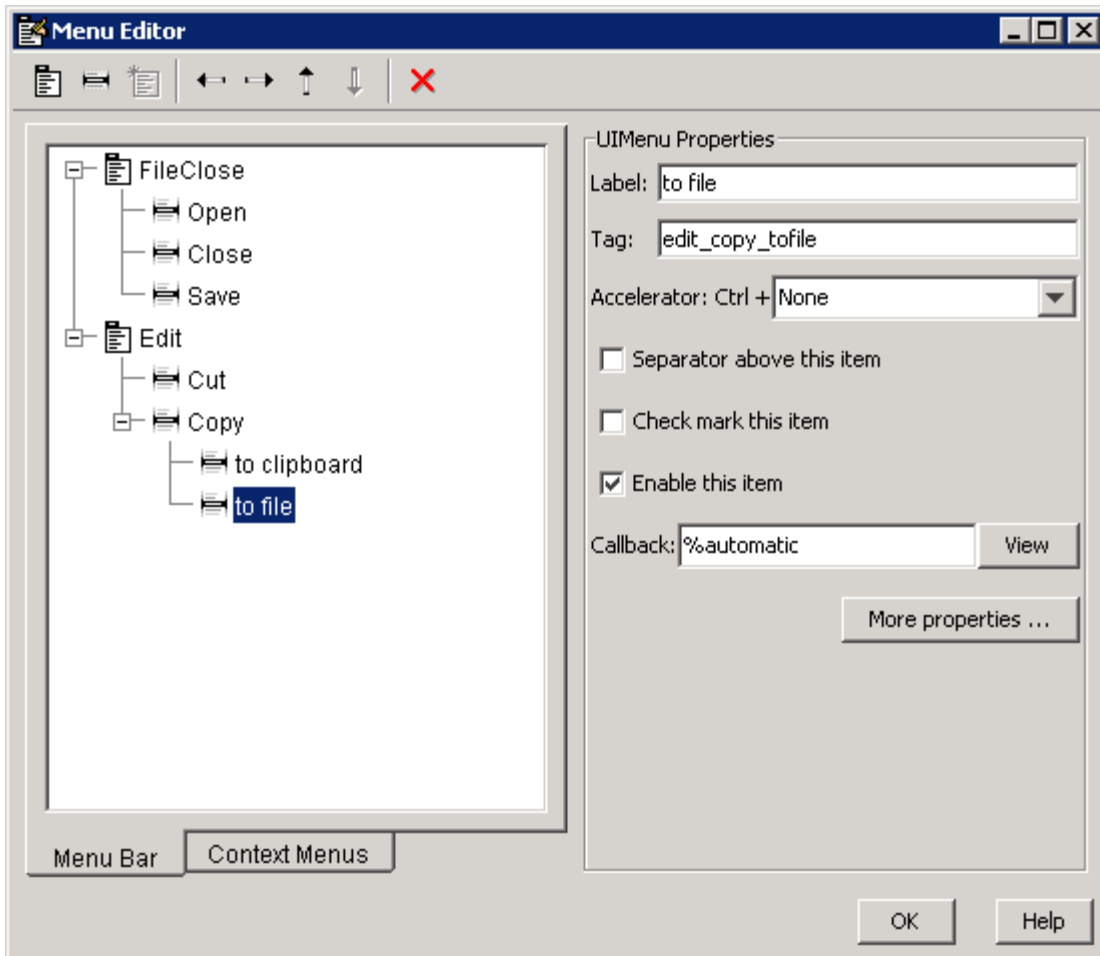 Menu Editor
FileClose
Open
Close
Save
Edit
Cut
Copy
to clipboard
to file
Menu Bar
Context Menus
UIMenu Properties
Label: to file
Tag: edit_copy_tofile
Accelerator: Ctrl + None
Separator above this item
Check mark this item
Enable this item
Callback: %automatic View
More properties ...
OK Help